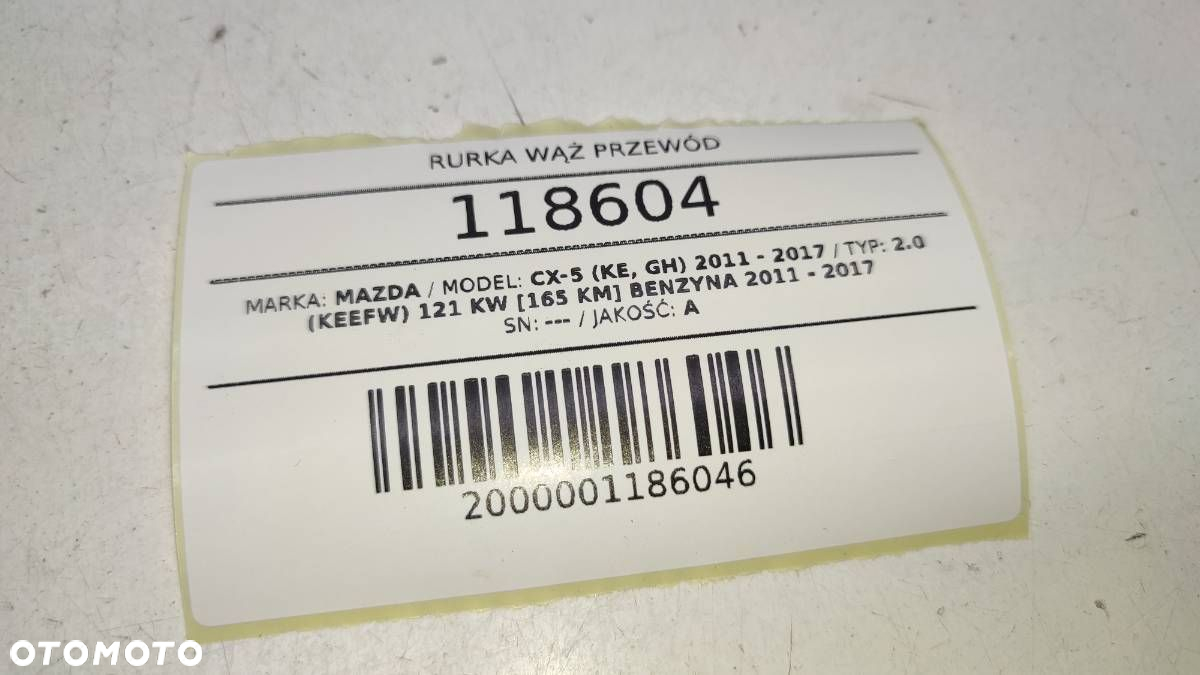 RURKA WĄŻ PRZEWÓD
118604
MARKA: MAZDA / MODEL: CX-5 (KE, GH) 2011 - 2017 / TYP: 2.0
(KEEFW) 121 KW [165 KM] BENZYNA 2011 - 2017
SN: --- / JAKOŚĆ: A
2000001186046
OTOMOTO